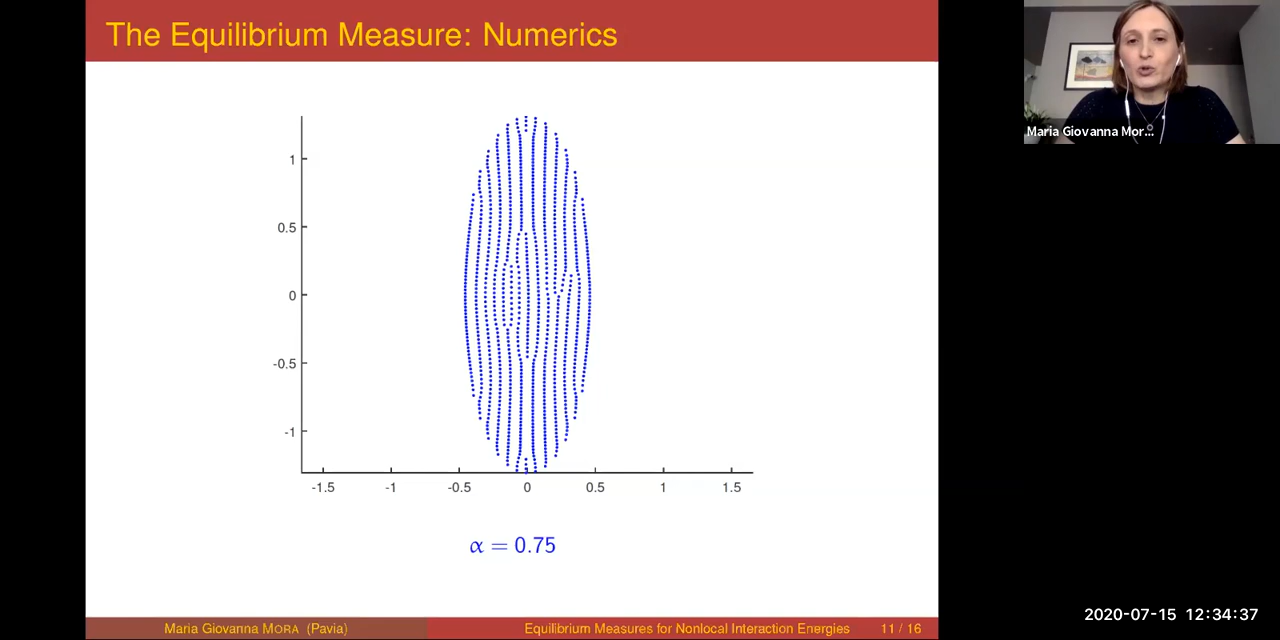 The Equilibrium Measure: Numerics
Maria Giovanna Mor...
1
0.5
0
-0.5
-1
-1.5 -1 -0.5 0 0.5 1 1.5
α = 0.75
2020-07-15 12:34:37
Maria Giovanna MORA (Pavia) Equilibrium Measures for Nonlocal Interaction Energies 11 / 16